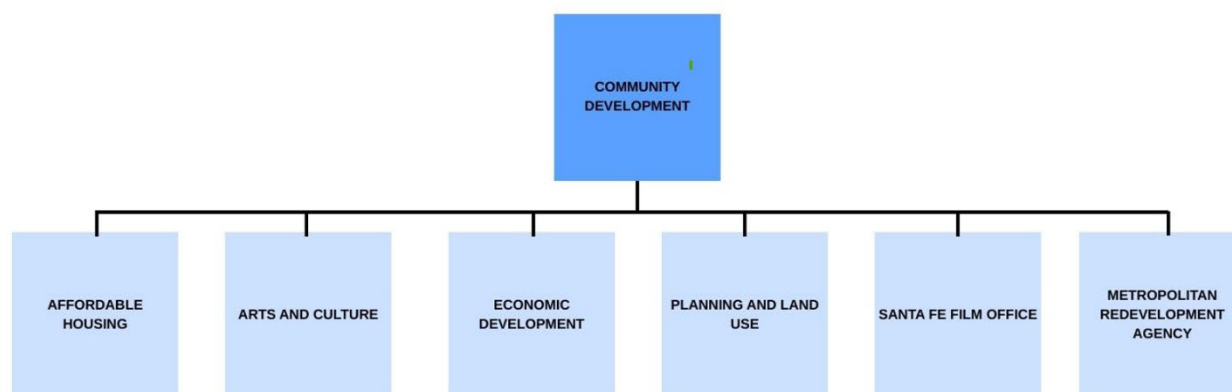 COMMUNITY
DEVELOPMENT
AFFORDABLE
HOUSING
ARTS AND CULTURE
ECONOMIC
DEVELOPMENT
PLANNING AND LAND
USE
SANTA FE FILM OFFICE
METROPOLITAN
REDEVELOPMENT
AGENCY